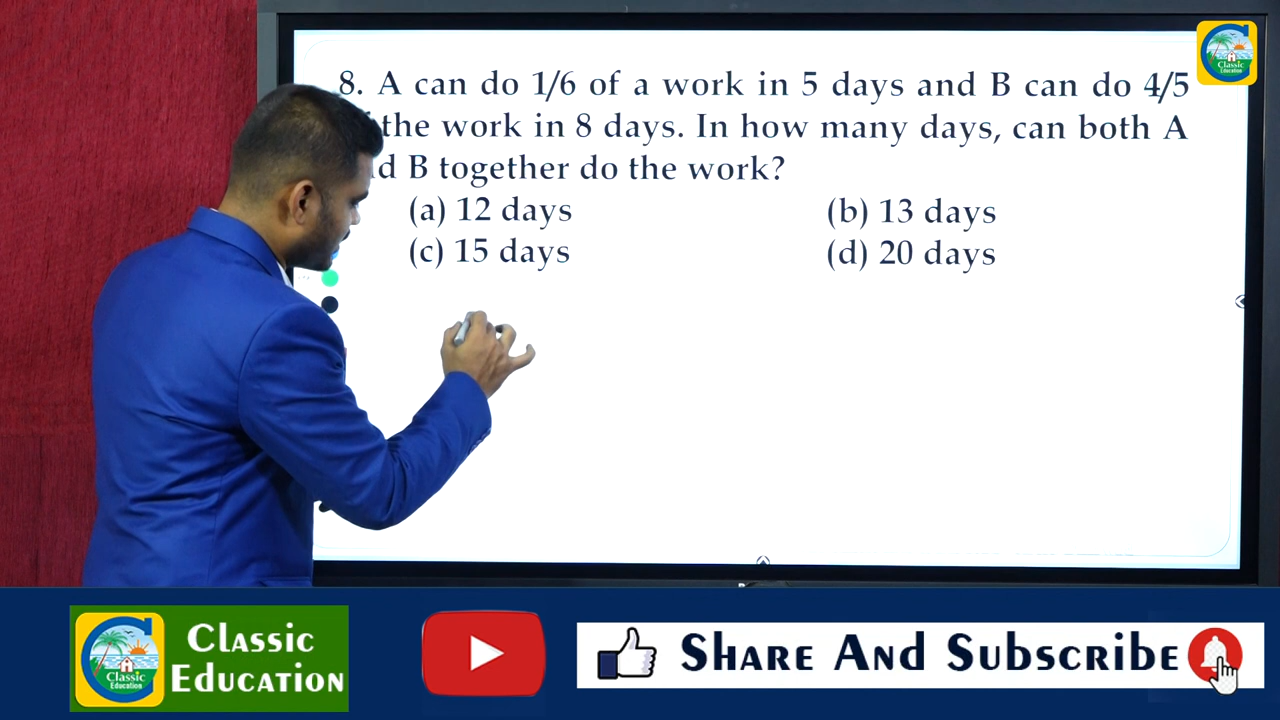 8. A can do 1/6 of a work in 5 days and B can do 4/5
the work in 8 days. In how many days, can both A
B together do the work?
(a) 12 days
(b) 13 days
(c) 15 days
(d) 20 days
Classic
Education
Classic
Education
Classic
Education
Share And Subscribe